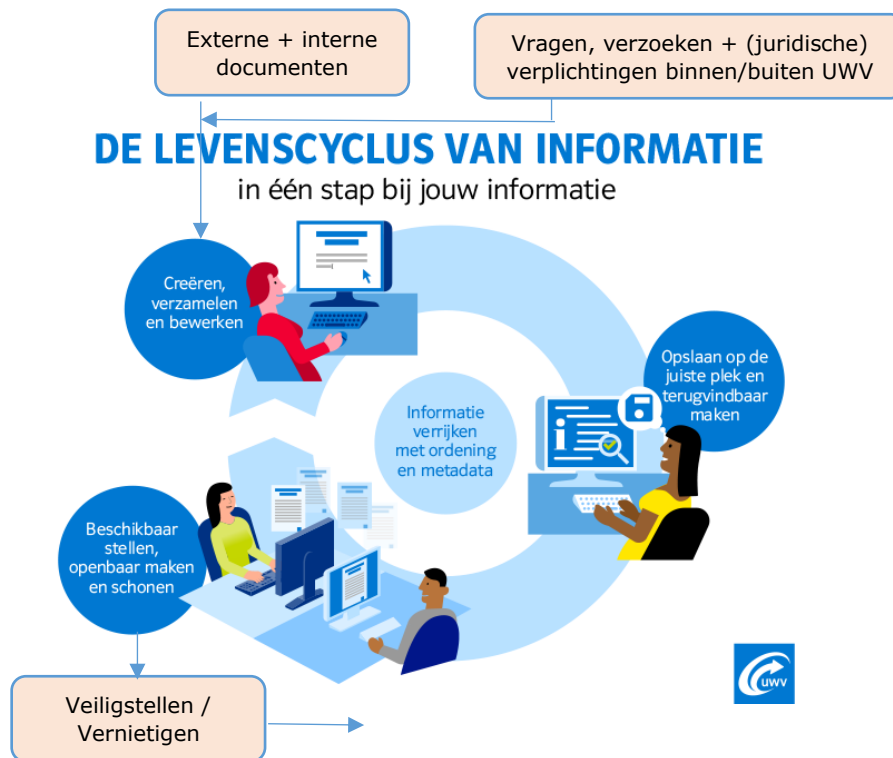 Externe + interne
documenten
Vragen, verzoeken + (juridische)
verplichtingen binnen/buiten UWV
DE LEVENSCYCLUS VAN INFORMATIE
in één stap bij jouw informatie
Creëren,
verzamelen
en bewerken
Opslaan op de
juiste plek en
terugvindbaar
maken
Informatie
verrijken
met ordening
en metadata
Beschikbaar
stellen,
openbaar maken
en schonen
Veiligstellen /
Vernietigen
UWV